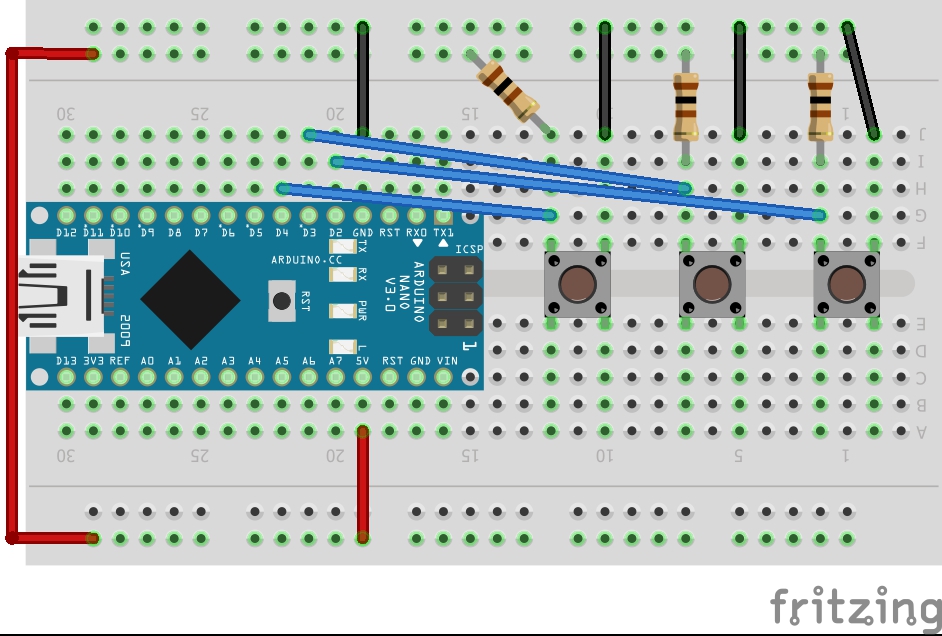 30 25 20 15 10 5 1
J
I
H
G
F
D12 D11 D10 D9 D8 D7 D6 D5 D4 D3 D2 GND RST RX0 TX1
ICSP
ARDUINO.CC
TX
RX
PWR
L
RST
USA
2009
ARDUINO
NANO
V3.0
1
D13 3V3 REF A0 A1 A2 A3 A4 A5 A6 A7 5V RST GND VIN
E
D
C
B
A
30 25 20 15 10 5 1
fritzing